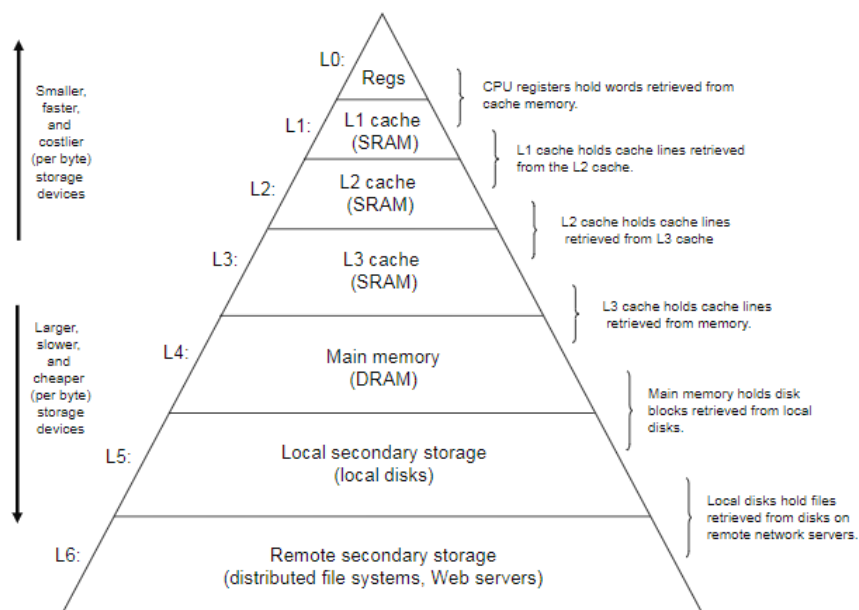 L0:
Regs
CPU registers hold words retrieved from
cache memory.
Smaller,
faster,
and
costlier
(per byte)
storage
devices
L1:
L1 cache
(SRAM)
L1 cache holds cache lines retrieved
from the L2 cache.
L2:
L2 cache
(SRAM)
L2 cache holds cache lines
retrieved from L3 cache
L3:
L3 cache
(SRAM)
L3 cache holds cache lines
retrieved from memory.
Larger,
slower,
and
cheaper
(per byte)
storage
devices
L4:
Main memory
(DRAM)
Main memory holds disk
blocks retrieved from local
disks.
L5:
Local secondary storage
(local disks)
Local disks hold files
retrieved from disks on
remote network servers.
L6:
Remote secondary storage
(distributed file systems, Web servers)